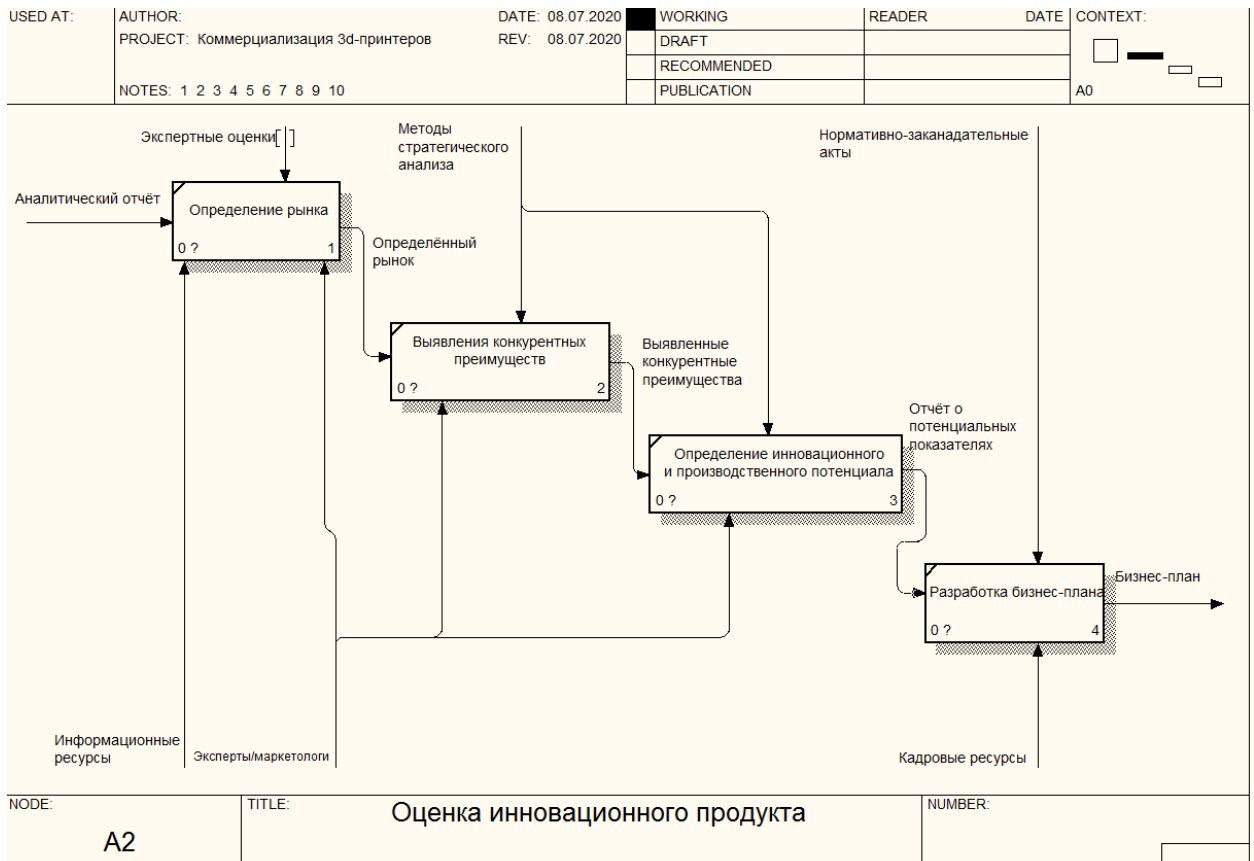 USED AT:
AUTHOR:
DATE: 08.07.2020
WORKING
READER
DATE
CONTEXT:
PROJECT: Коммерциализация 3d-принтеров
REV: 08.07.2020
DRAFT
RECOMMENDED
NOTES: 1 2 3 4 5 6 7 8 9 10
PUBLICATION
A0
Экспертные оценки
Методы
стратегического
анализа
Нормативно-заканадательные
акты
Аналитический отчёт
Определение рынка
0 ?
1
Определённый
рынок
Выявления конкурентных
преимуществ
0 ?
2
Выявленные
конкурентные
преимущества
Отчёт о
потенциальных
показателях
Определение инновационного
и производственного потенциала
0 ?
3
Бизнес-план
Разработка бизнес-плана
0 ?
4
Информационные
ресурсы
Эксперты/маркетологи
Кадровые ресурсы
NODE:
TITLE:
Оценка инновационного продукта
NUMBER:
A2